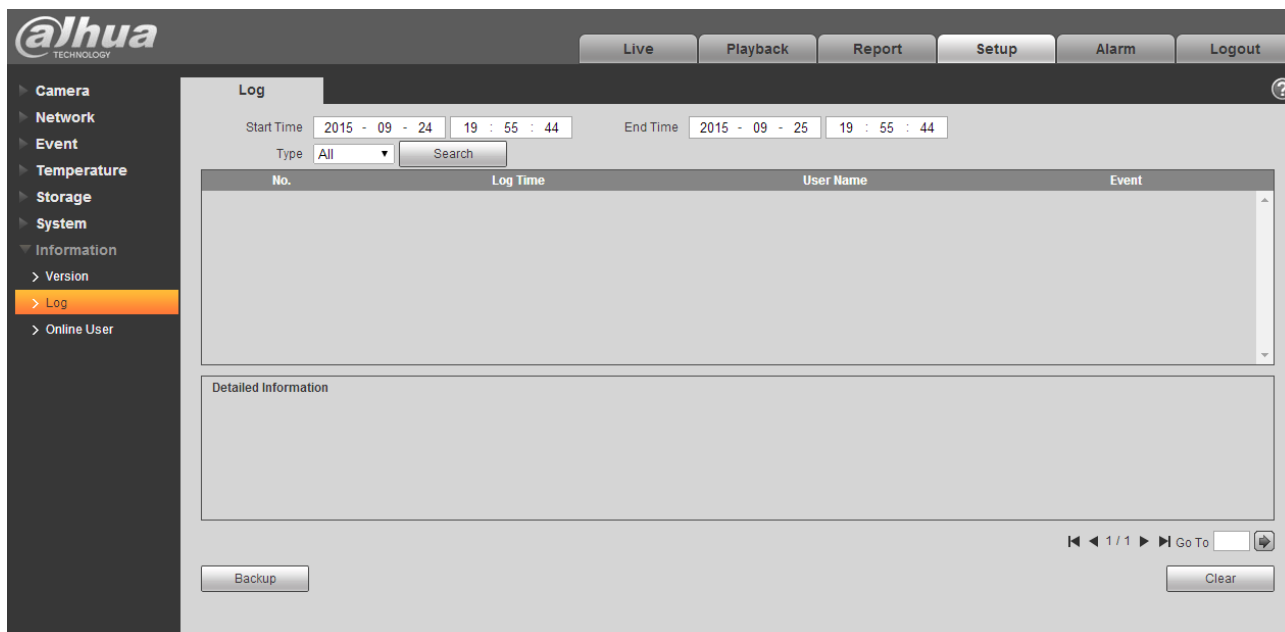 alhua
TECHNOLOGY
Live Playback Report Setup Alarm Logout
Camera
Network
Event
Temperature
Storage
System
Information
> Version
> Log
> Online User
Log
?
Start Time 2015 - 09 - 24 19 : 55 : 44 End Time 2015 - 09 - 25 19 : 55 : 44
Type All Search
No. Log Time User Name Event
Detailed Information
1 / 1 Go To
Backup Clear